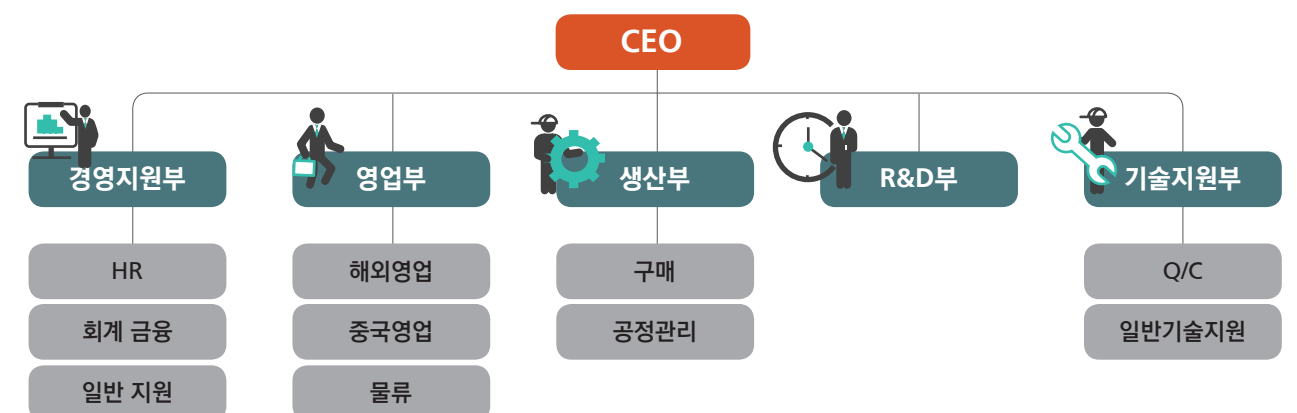 CEO
경영지원부
영업부
생산부
R&D부
기술지원부
HR
해외영업
구매
Q/C
회계 금융
중국영업
공정관리
일반기술지원
일반 지원
물류